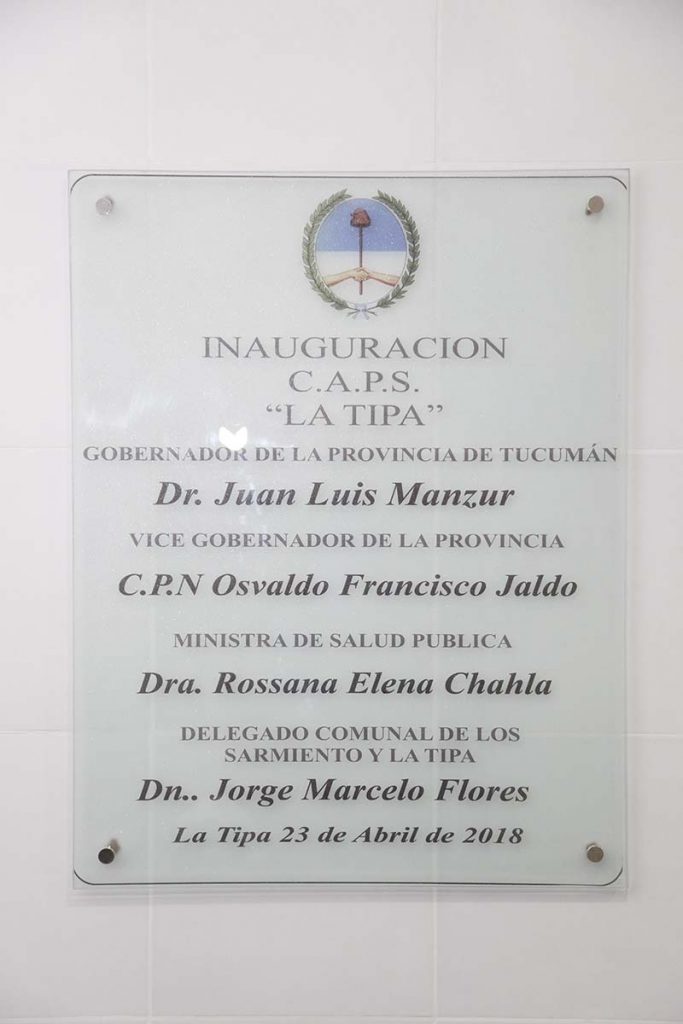 INAUGURACION
C.A.P.S.
“LA TIPA”
GOBERNADOR DE LA PROVINCIA DE TUCUMÁN
Dr. Juan Luis Manzur
VICE GOBERNADOR DE LA PROVINCIA
C.P.N Osvaldo Francisco Jaldo
MINISTRA DE SALUD PUBLICA
Dra. Rossana Elena Chahla
DELEGADO COMUNAL DE LOS
SARMIENTO Y LA TIPA
Dn.. Jorge Marcelo Flores
La Tipa 23 de Abril de 2018